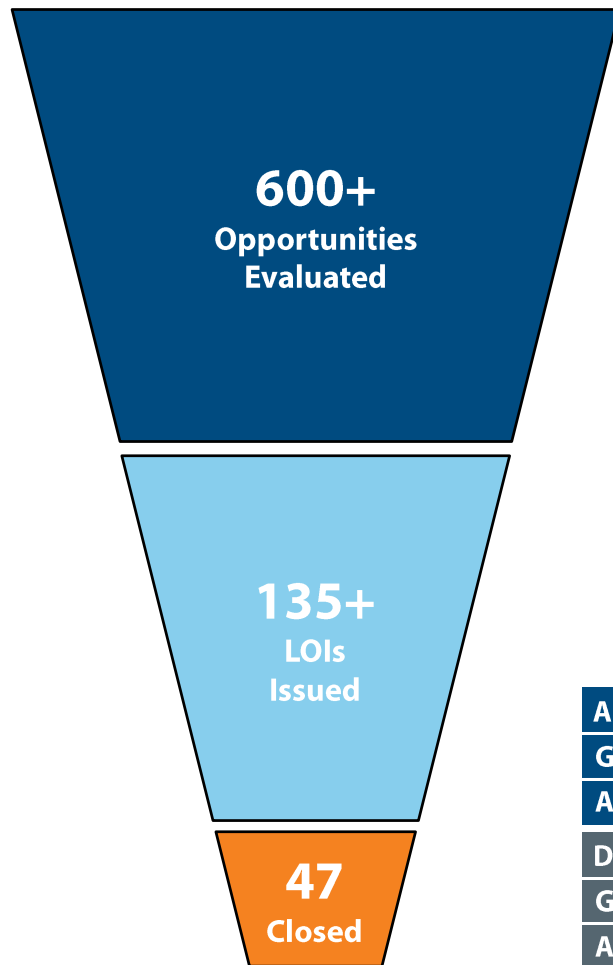 600+
Opportunities
Evaluated
135+
LOIs
Issued
47
Closed
A
G
A
D
G
A